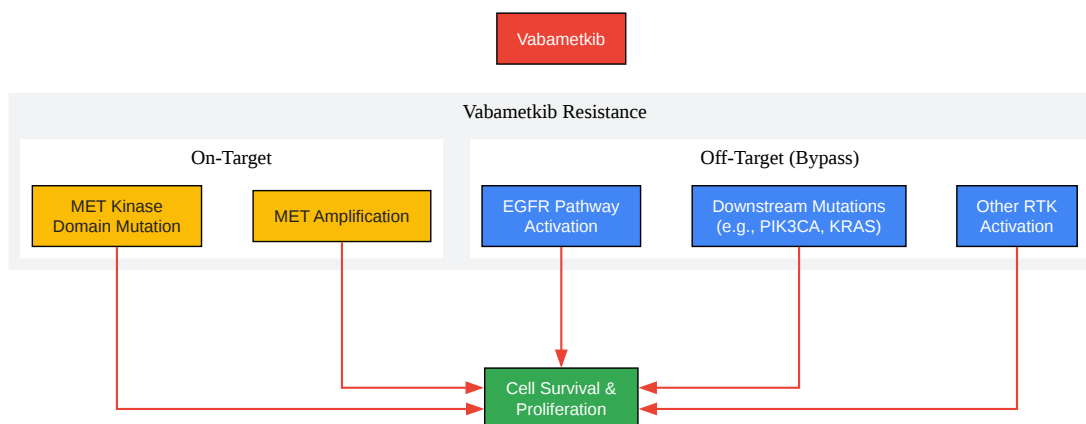 Vabametkib
Vabametkib Resistance
On-Target
MET Kinase
Domain Mutation
MET Amplification
Off-Target (Bypass)
EGFR Pathway
Activation
Downstream Mutations
(e.g., PIK3CA, KRAS)
Other RTK
Activation
Cell Survival &
Proliferation